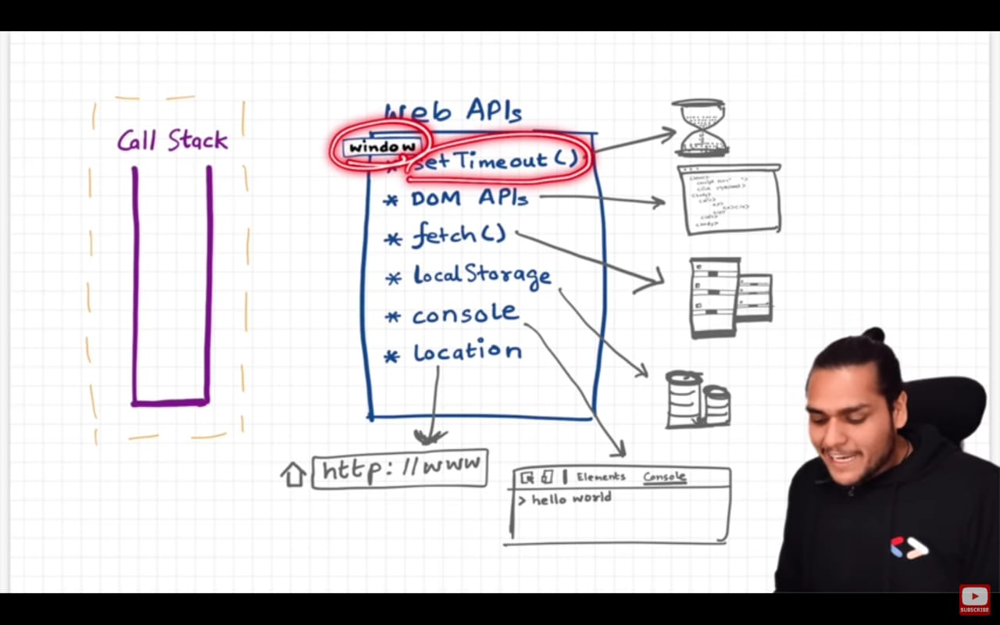 Call Stack
Web APIs
window
* setTimeout()
* DOM APIs
* fetch()
* localStorage
* console
* Location
http://www
Elements Console
> hello world
SUBSCRIBE